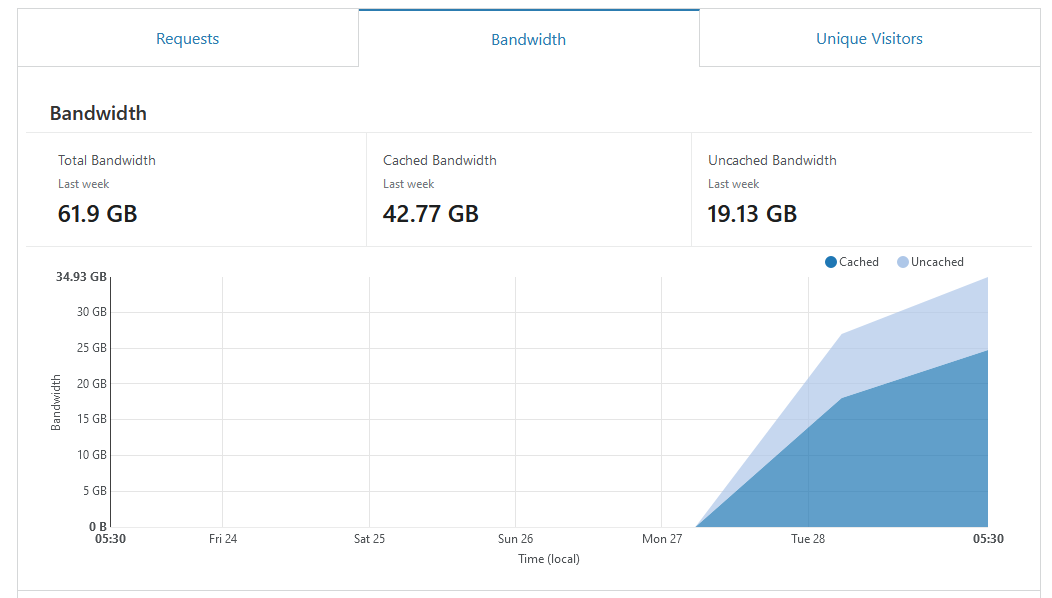 Requests Bandwidth Unique Visitors
Bandwidth
Total Bandwidth Cached Bandwidth Uncached Bandwidth
Last week Last week Last week
61.9 GB 42.77 GB 19.13 GB
Cached Uncached
34.93 GB
30 GB
25 GB
20 GB
15 GB
10 GB
5 GB
0 B
Bandwidth
05:30 Fri 24 Sat 25 Sun 26 Mon 27 Tue 28 05:30
Time (local)